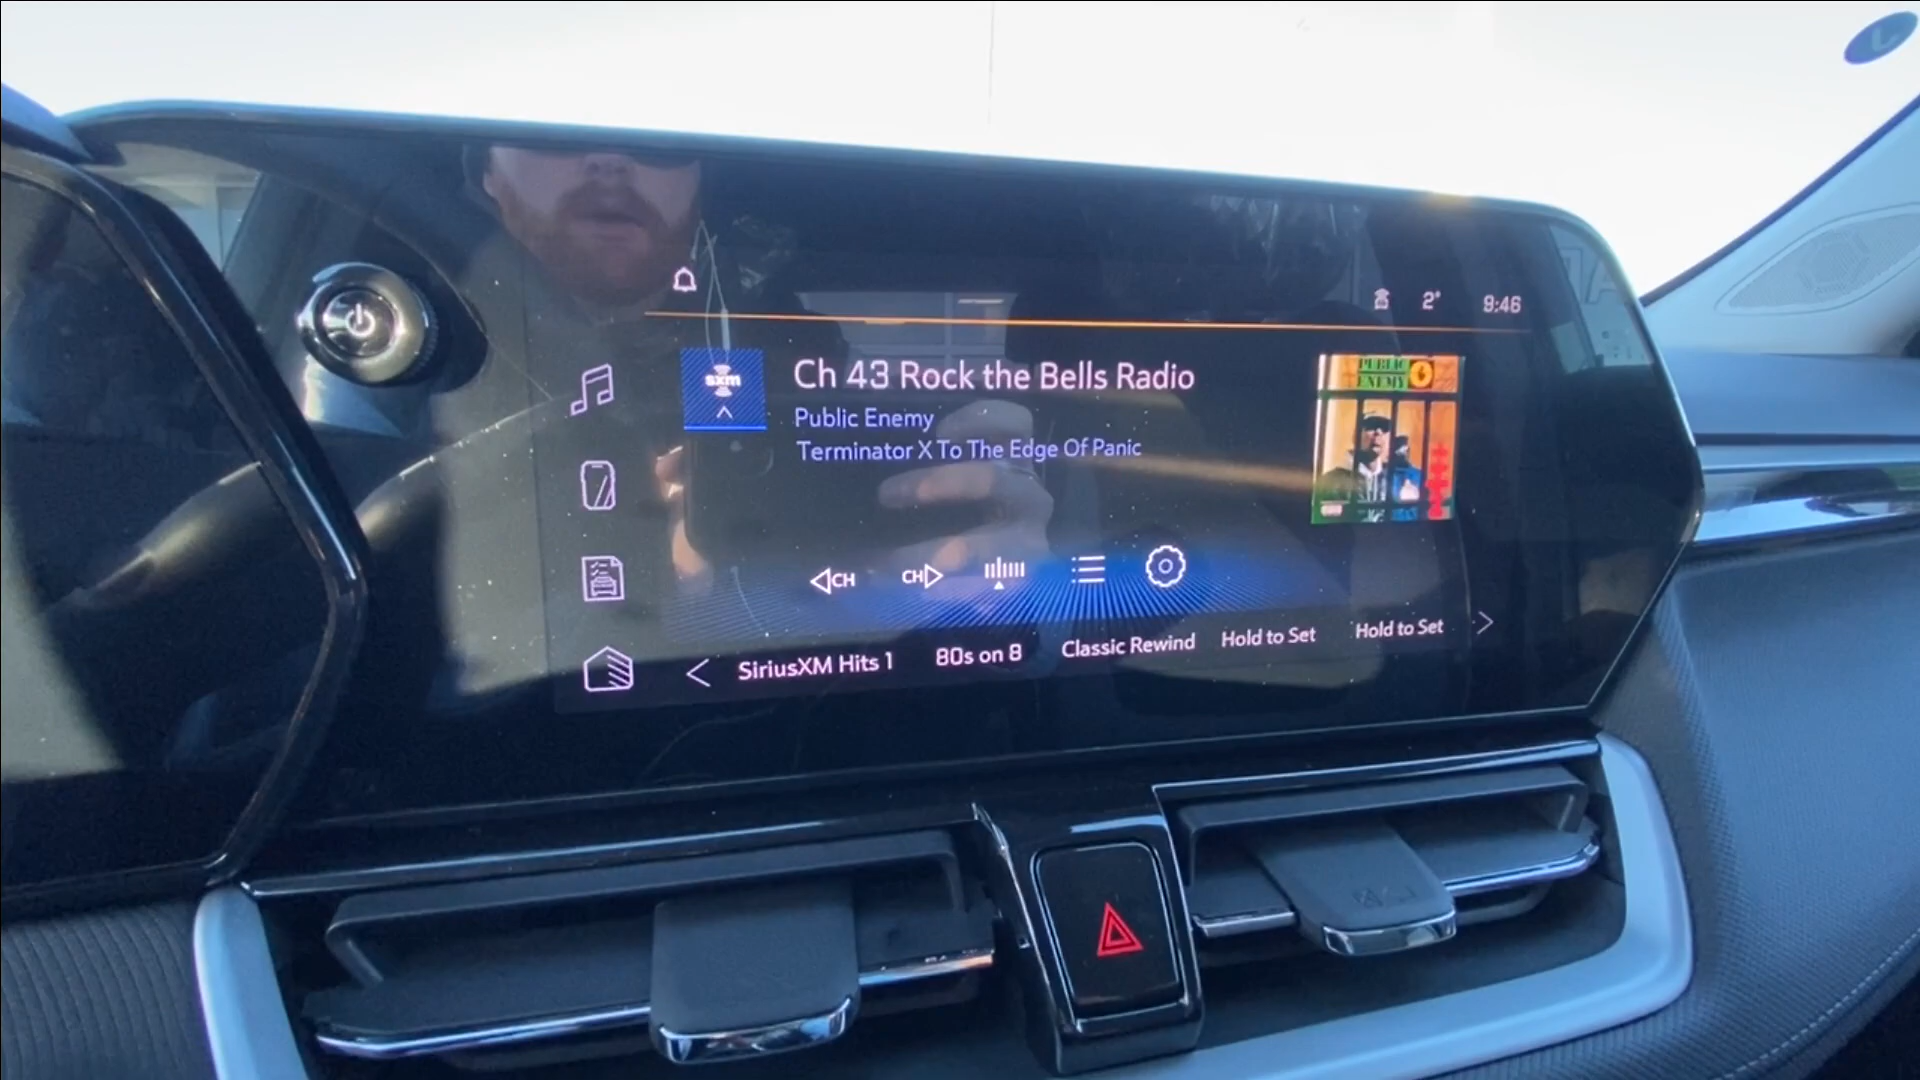 2°
9:46
sxm
Ch 43 Rock the Bells Radio
Public Enemy
Terminator X To The Edge Of Panic
PUBLIC
ENEMY
CH
CH
SiriusXM Hits 1
80s on 8
Classic Rewind
Hold to Set
Hold to Set